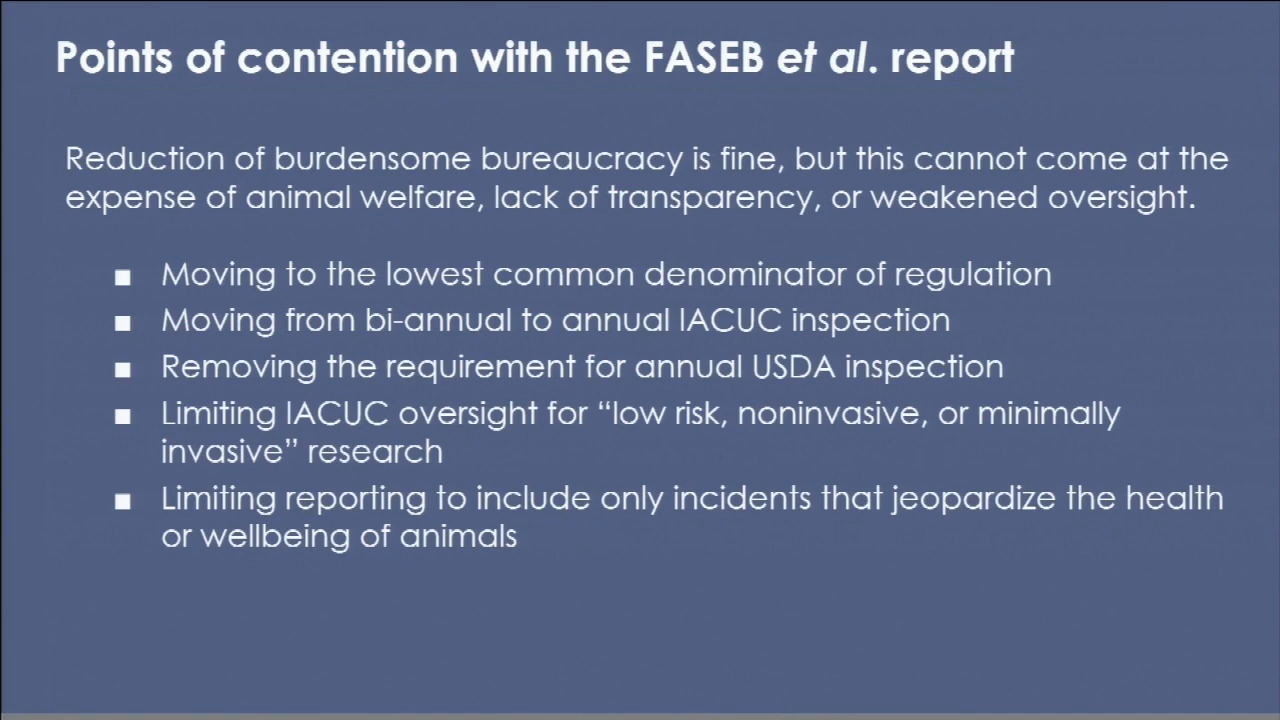 Points of contention with the FASEB et al. report
Reduction of burdensome bureaucracy is fine, but this cannot come at the
expense of animal welfare, lack of transparency, or weakened oversight.
▪ Moving to the lowest common denominator of regulation
▪ Moving from bi-annual to annual IACUC inspection
▪ Removing the requirement for annual USDA inspection
▪ Limiting IACUC oversight for “low risk, noninvasive, or minimally
invasive” research
▪ Limiting reporting to include only incidents that jeopardize the health
or wellbeing of animals